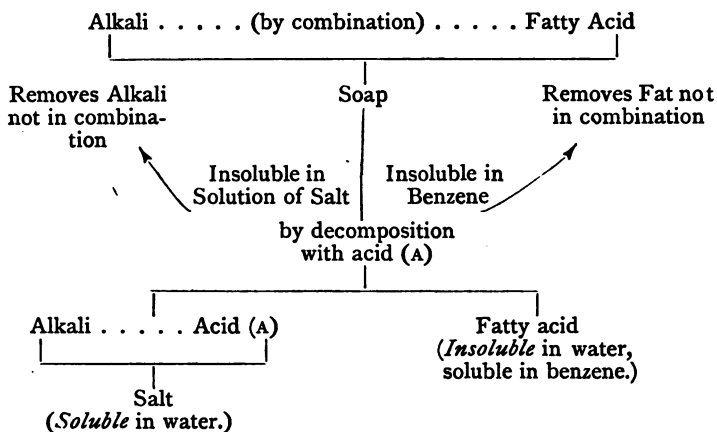 Alkali . . . . . (by combination) . . . . . Fatty Acid
Removes Alkali
not in combina-
tion
Soap
Removes Fat not
in combination
Insoluble in
Solution of Salt
Insoluble in
Benzene
by decomposition
with acid (A)
Alkali . . . . . Acid (A)
Fatty acid
(Insoluble in water,
soluble in benzene.)
Salt
(Soluble in water.)